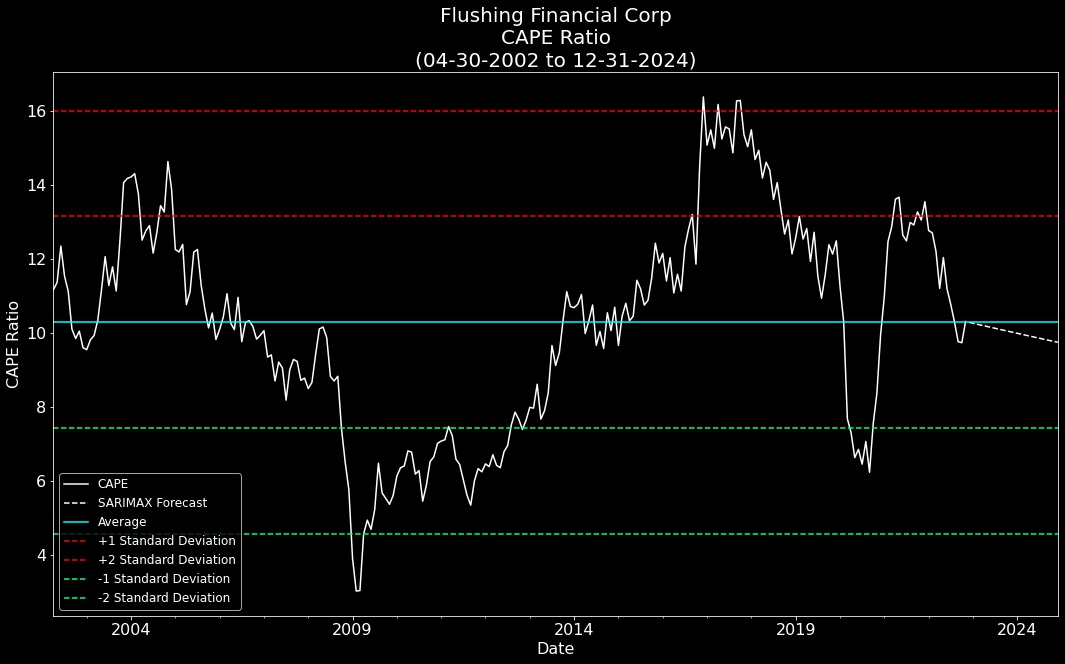 Flushing Financial Corp
CAPE Ratio
(04-30-2002 to 12-31-2024)
CAPE Ratio
16
14
12
10
8
6
4
CAPE
SARIMAX Forecast
Average
+1 Standard Deviation
+2 Standard Deviation
-1 Standard Deviation
-2 Standard Deviation
2004 2009 2014 2019 2024
Date